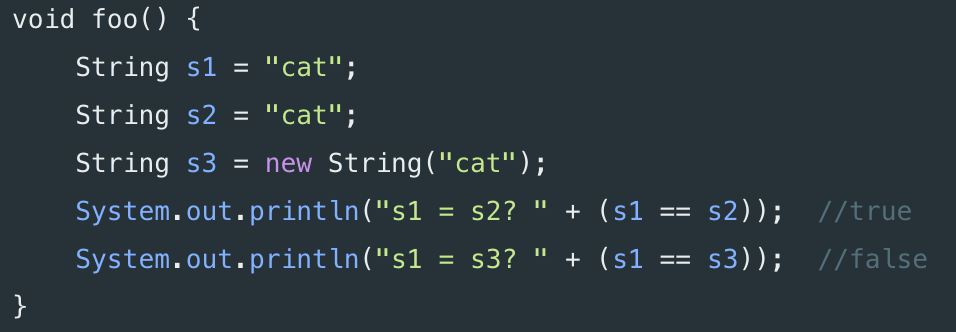 void foo() {
    String s1 = "cat";
    String s2 = "cat";
    String s3 = new String("cat");
    System.out.println("s1 = s2? " + (s1 == s2));  //true
    System.out.println("s1 = s3? " + (s1 == s3));  //false
}